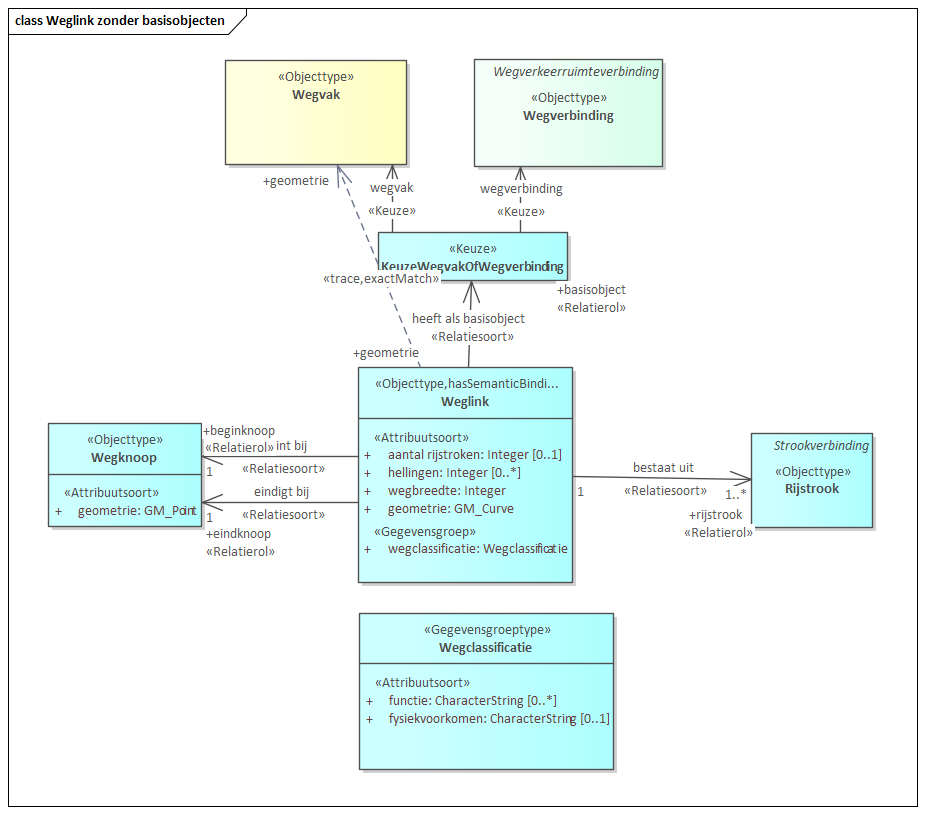 class Weglink zonder basisobjecten
«Objecttype»
Wegvak
Wegverkeerruimteverbinding
«Objecttype»
Wegverbinding
+geometrie
wegvak
«Keuze»
wegverbinding
«Keuze»
«Keuze»
KeuzeWegvakOfWegverbinding
«trace,exactMatch»
+basisobject
«Relatierol»
heeft als basisobject
«Relatiesoort»
+geometrie
«Objecttype,hasSemanticBindi...
Weglink
«Attribuutsoort»
+ aantal rijstroken: Integer [0..1]
+ hellingen: Integer [0..*]
+ wegbreedte: Integer
+ geometrie: GM_Curve
«Gegevensgroep»
+ wegclassificatie: Wegclassificatie
«Objecttype»
Wegknoop
«Attribuutsoort»
+ geometrie: GM_Point
+beginknoop
«Relatierol» int bij
1
«Relatiesoort»
eindigt bij
1
«Relatiesoort»
+eindknoop
«Relatierol»
bestaat uit
1
«Relatiesoort»
1..*
+rijstrook
«Relatierol»
Strookverbinding
«Objecttype»
Rijstrook
«Gegevensgroeptype»
Wegclassificatie
«Attribuutsoort»
+ functie: CharacterString [0..*]
+ fysiekvoorkomen: CharacterString [0..1]